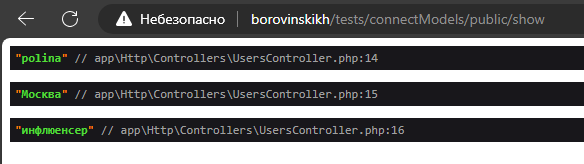 Небезопасно borovinskikh/tests/connectModels/public/show
"polina" // app\Http\Controllers\UsersController.php:14
"Москва" // app\Http\Controllers\UsersController.php:15
"инфлюенсер" // app\Http\Controllers\UsersController.php:16